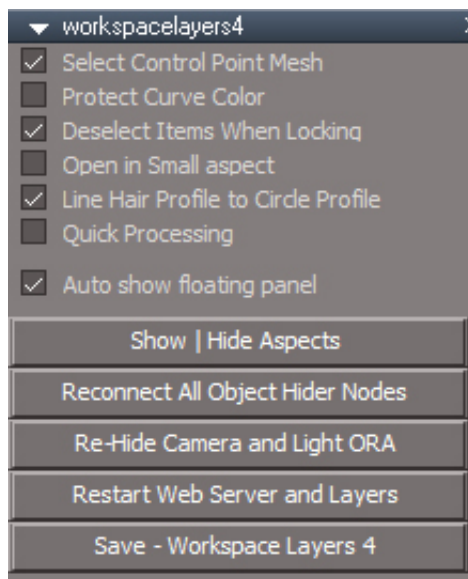 workspacelayers4
Select Control Point Mesh
Protect Curve Color
Deselect Items When Locking
Open in Small aspect
Line Hair Profile to Circle Profile
Quick Processing
Auto show floating panel
Show | Hide Aspects
Reconnect All Object Hider Nodes
Re-Hide Camera and Light ORA
Restart Web Server and Layers
Save - Workspace Layers 4